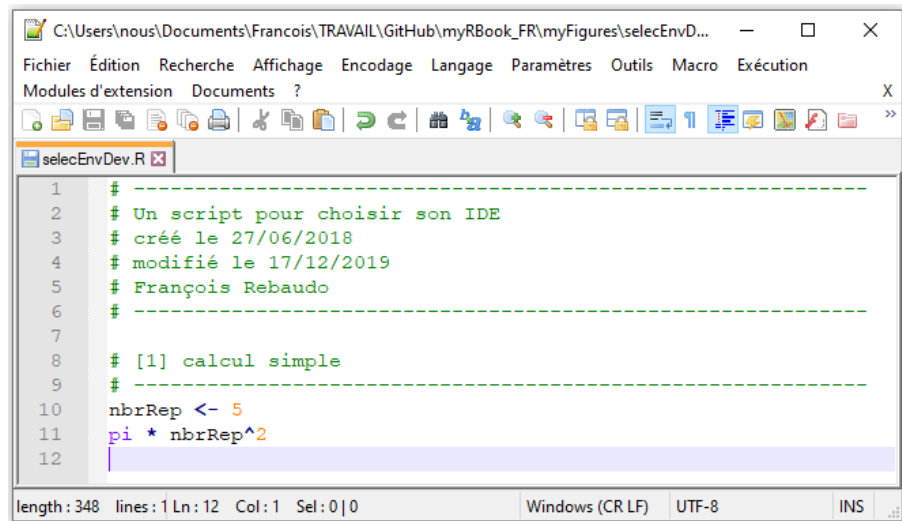 C:\Users\nous\Documents\Francois\TRAVAIL\GitHub\myRBook_FR\myFigures\selecEnvD...
Fichier Édition Recherche Affichage Encodage Langage Paramètres Outils Macro Exécution
Modules d'extension Documents ? X
selecEnvDev.R
1 # ------------------------------------------------------------
2 # Un script pour choisir son IDE
3 # créé le 27/06/2018
4 # modifié le 17/12/2019
5 # François Rebaudo
6 # ------------------------------------------------------------
7
8 # [1] calcul simple
9 # ------------------------------------------------------------
10 nbrRep <- 5
11 pi * nbrRep^2
12
length : 348 lines : 1 Ln : 12 Col : 1 Sel : 0 | 0 Windows (CR LF) UTF-8 INS